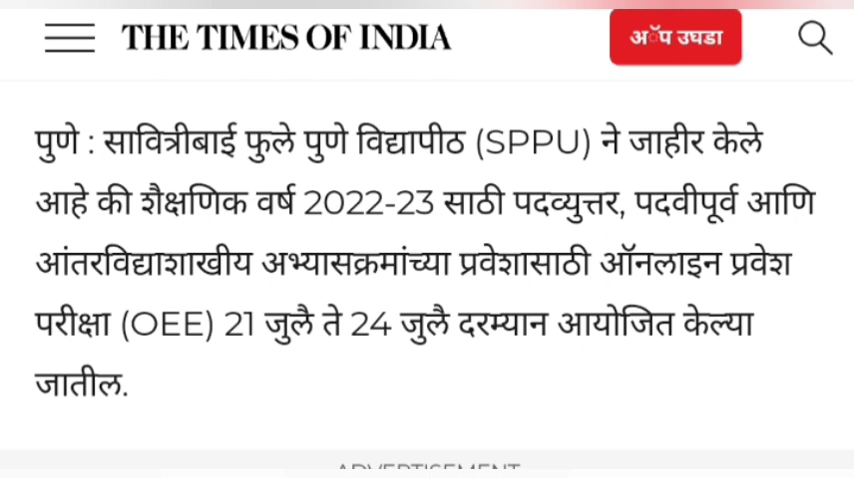 THE TIMES OF INDIA
अॅप उघडा
पुणे : सावित्रीबाई फुले पुणे विद्यापीठ (SPPU) ने जाहीर केले
आहे की शैक्षणिक वर्ष 2022-23 साठी पदव्युत्तर, पदवीपूर्व आणि
आंतरविद्याशाखीय अभ्यासक्रमांच्या प्रवेशासाठी ऑनलाइन प्रवेश
परीक्षा (OEE) 21 जुलै ते 24 जुलै दरम्यान आयोजित केल्या
जातील.
ADVERTISEMENT